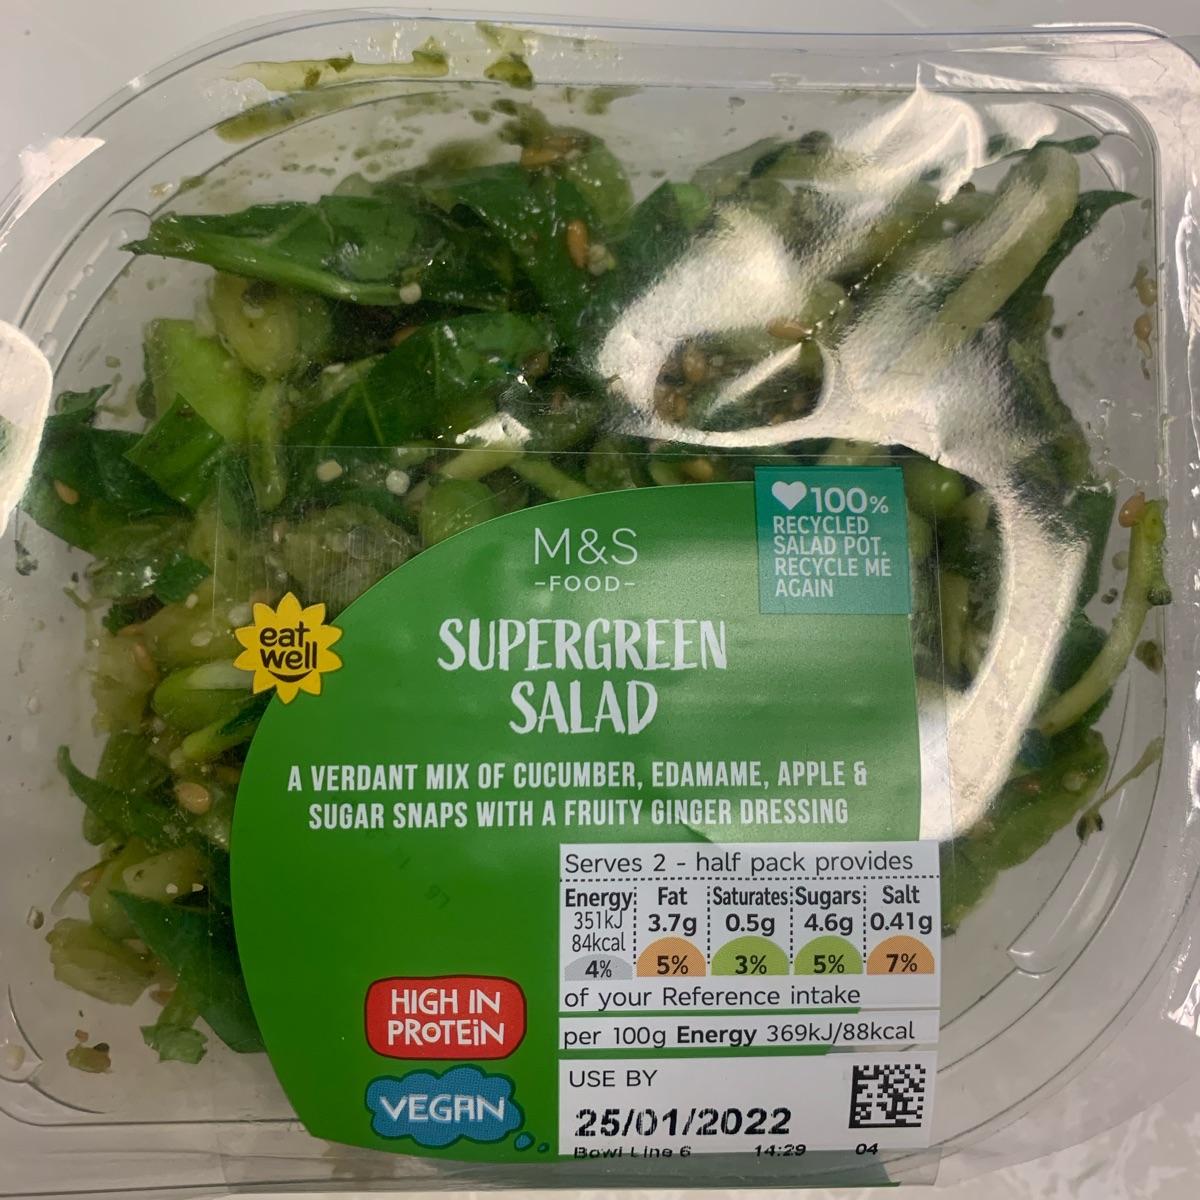 100%
RECYCLED
SALAD POT.
RECYCLE ME
AGAIN
M&S
-FOOD-
eat
well
SUPERGREEN
SALAD
A VERDANT MIX OF CUCUMBER, EDAMAME, APPLE &
SUGAR SNAPS WITH A FRUITY GINGER DRESSING
Serves 2 - half pack provides
Energy Fat Saturates Sugars Salt
351kJ 3.7g 0.5g 4.6g 0.41g
84kcal
4% 5% 3% 5% 7%
of your Reference intake
per 100g Energy 369kJ/88kcal
HIGH IN
PROTEIN
VEGAN
USE BY
25/01/2022
Bowl Line 6 14:29 04